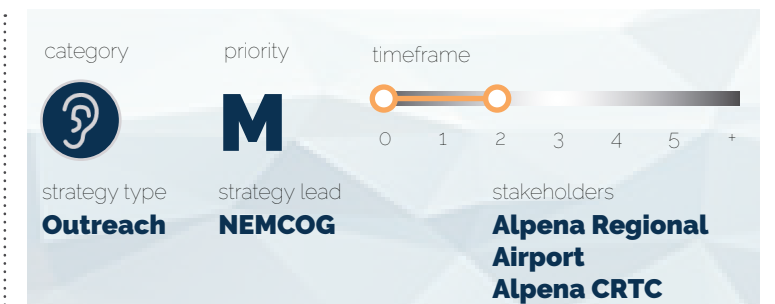 category
priority
timeframe
M
0 1 2 3 4 5 +
strategy type
Outreach
strategy lead
NEMCOG
stakeholders
Alpena Regional
Airport
Alpena CRTC